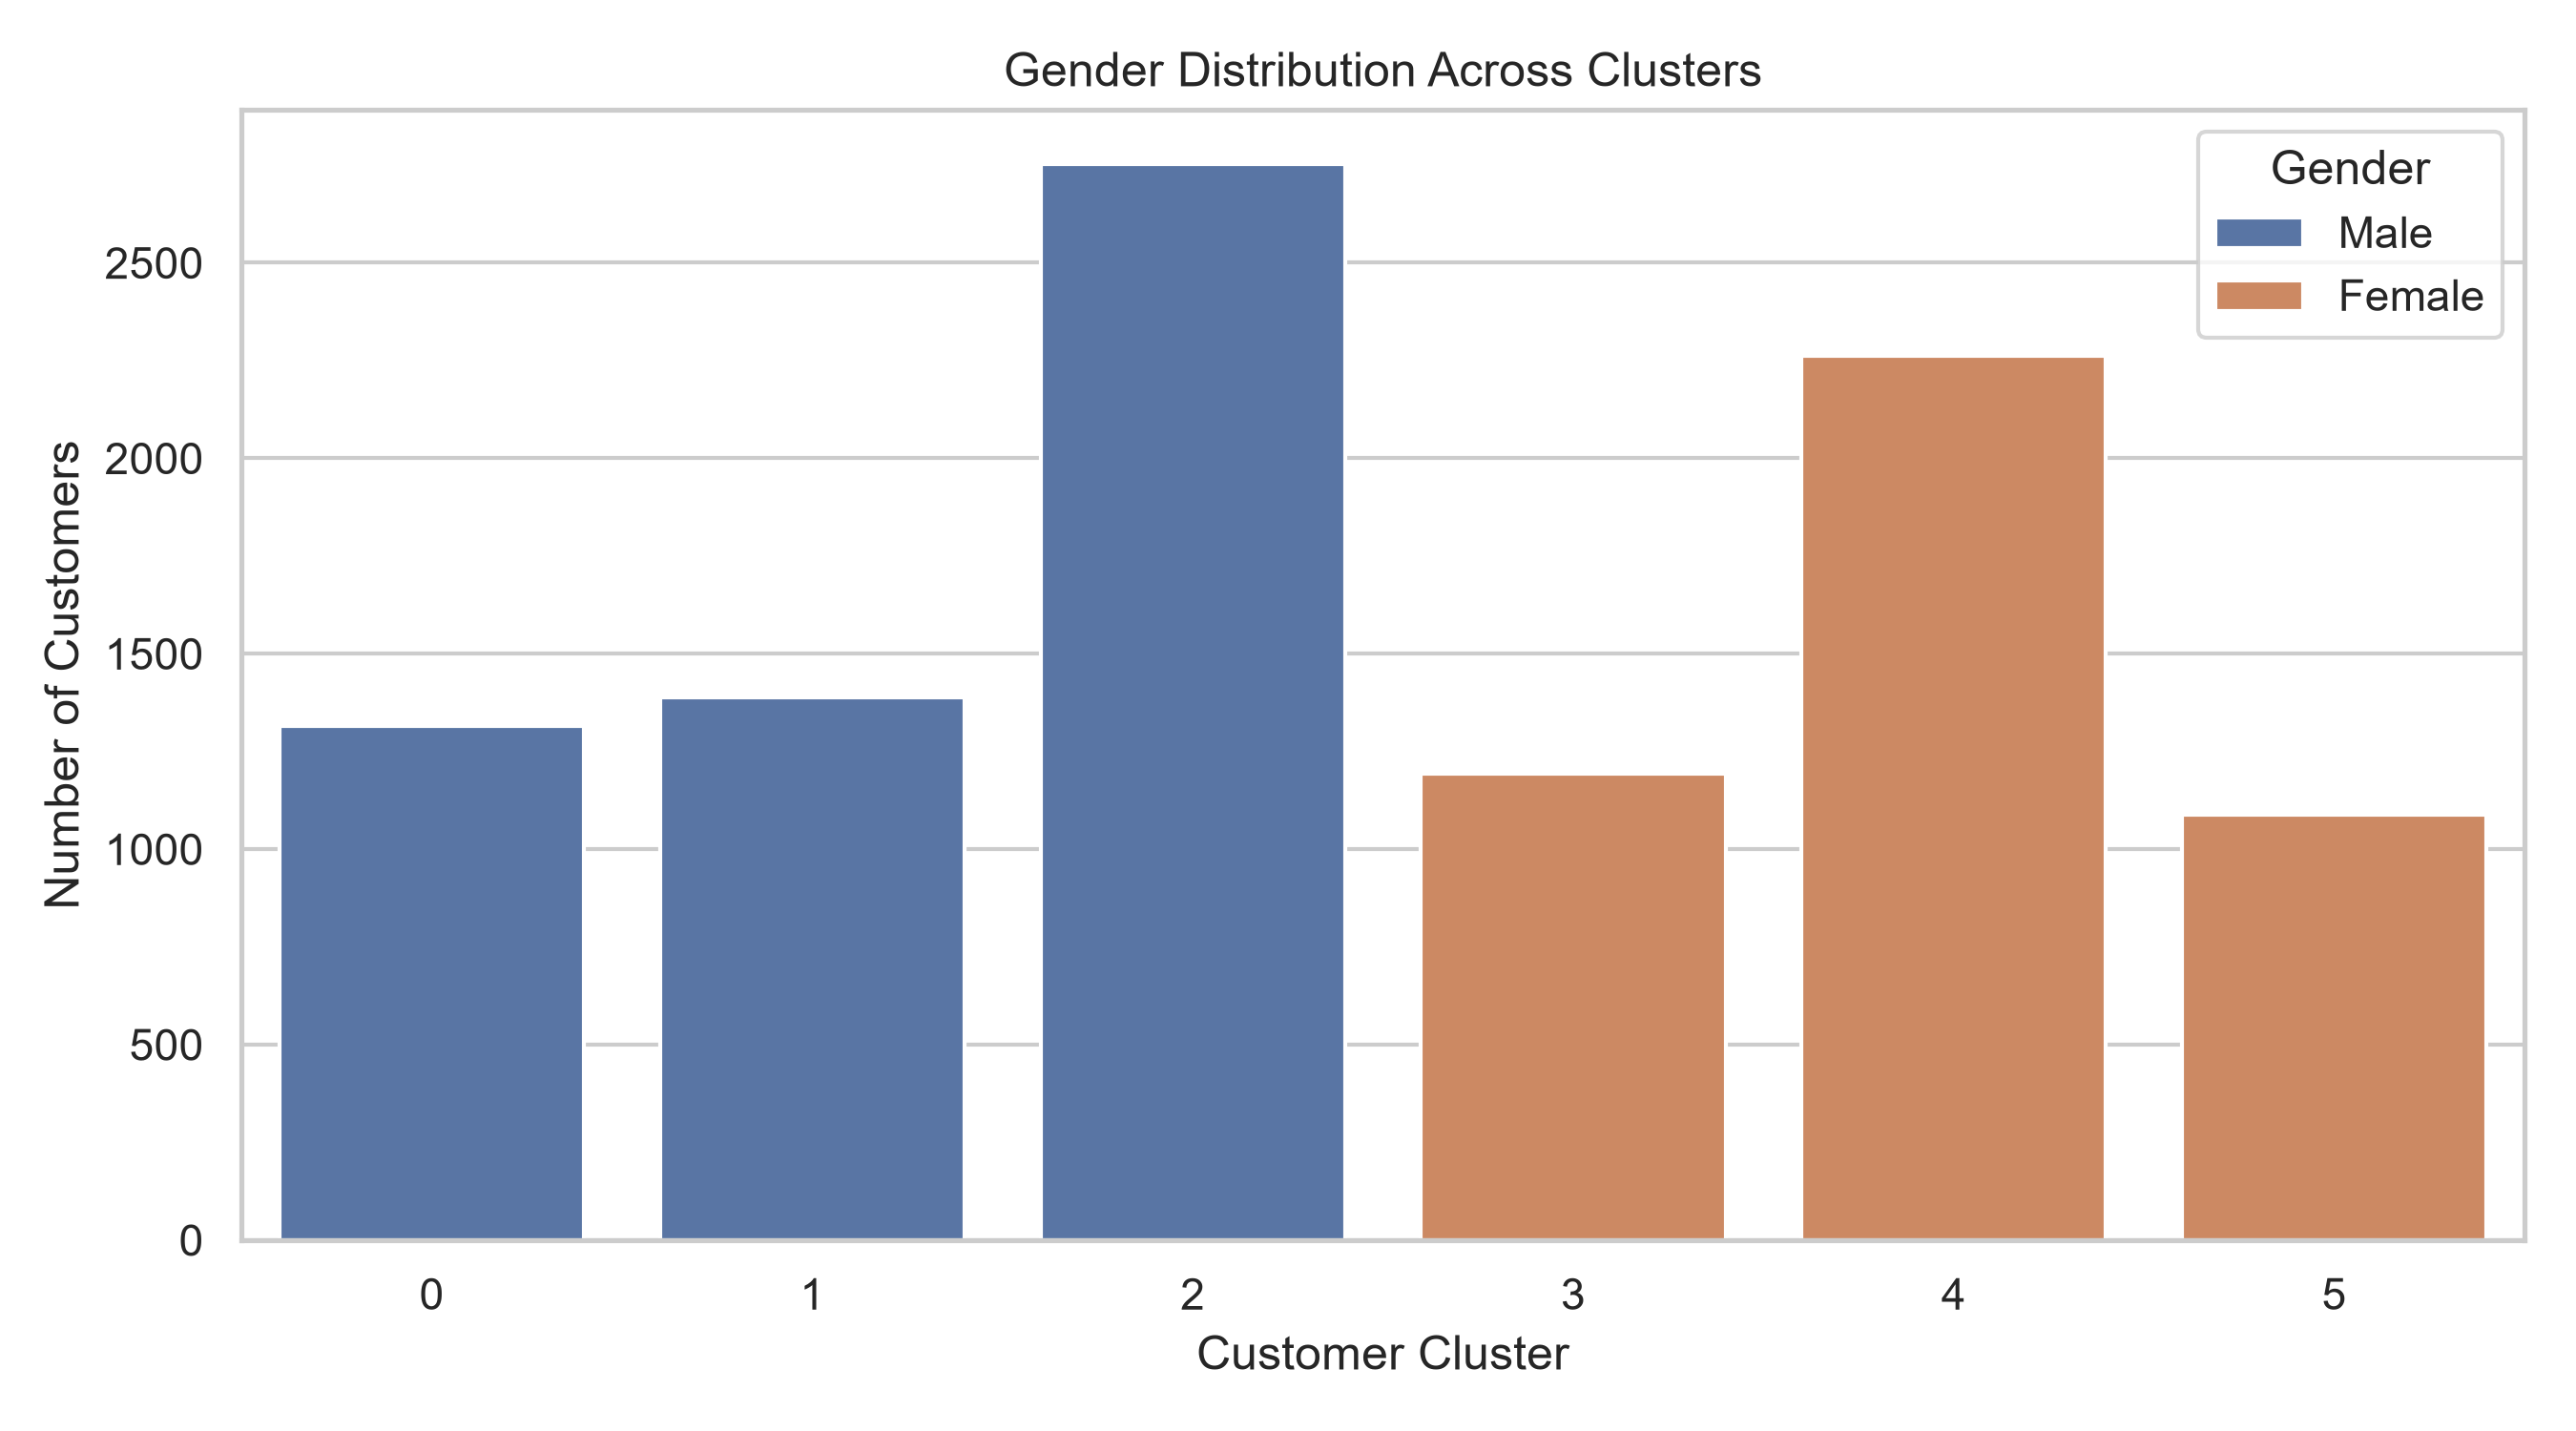 Gender Distribution Across Clusters
Gender
Male
Female
Number of Customers
2500
2000
1500
1000
500
0
0 1 2 3 4 5
Customer Cluster